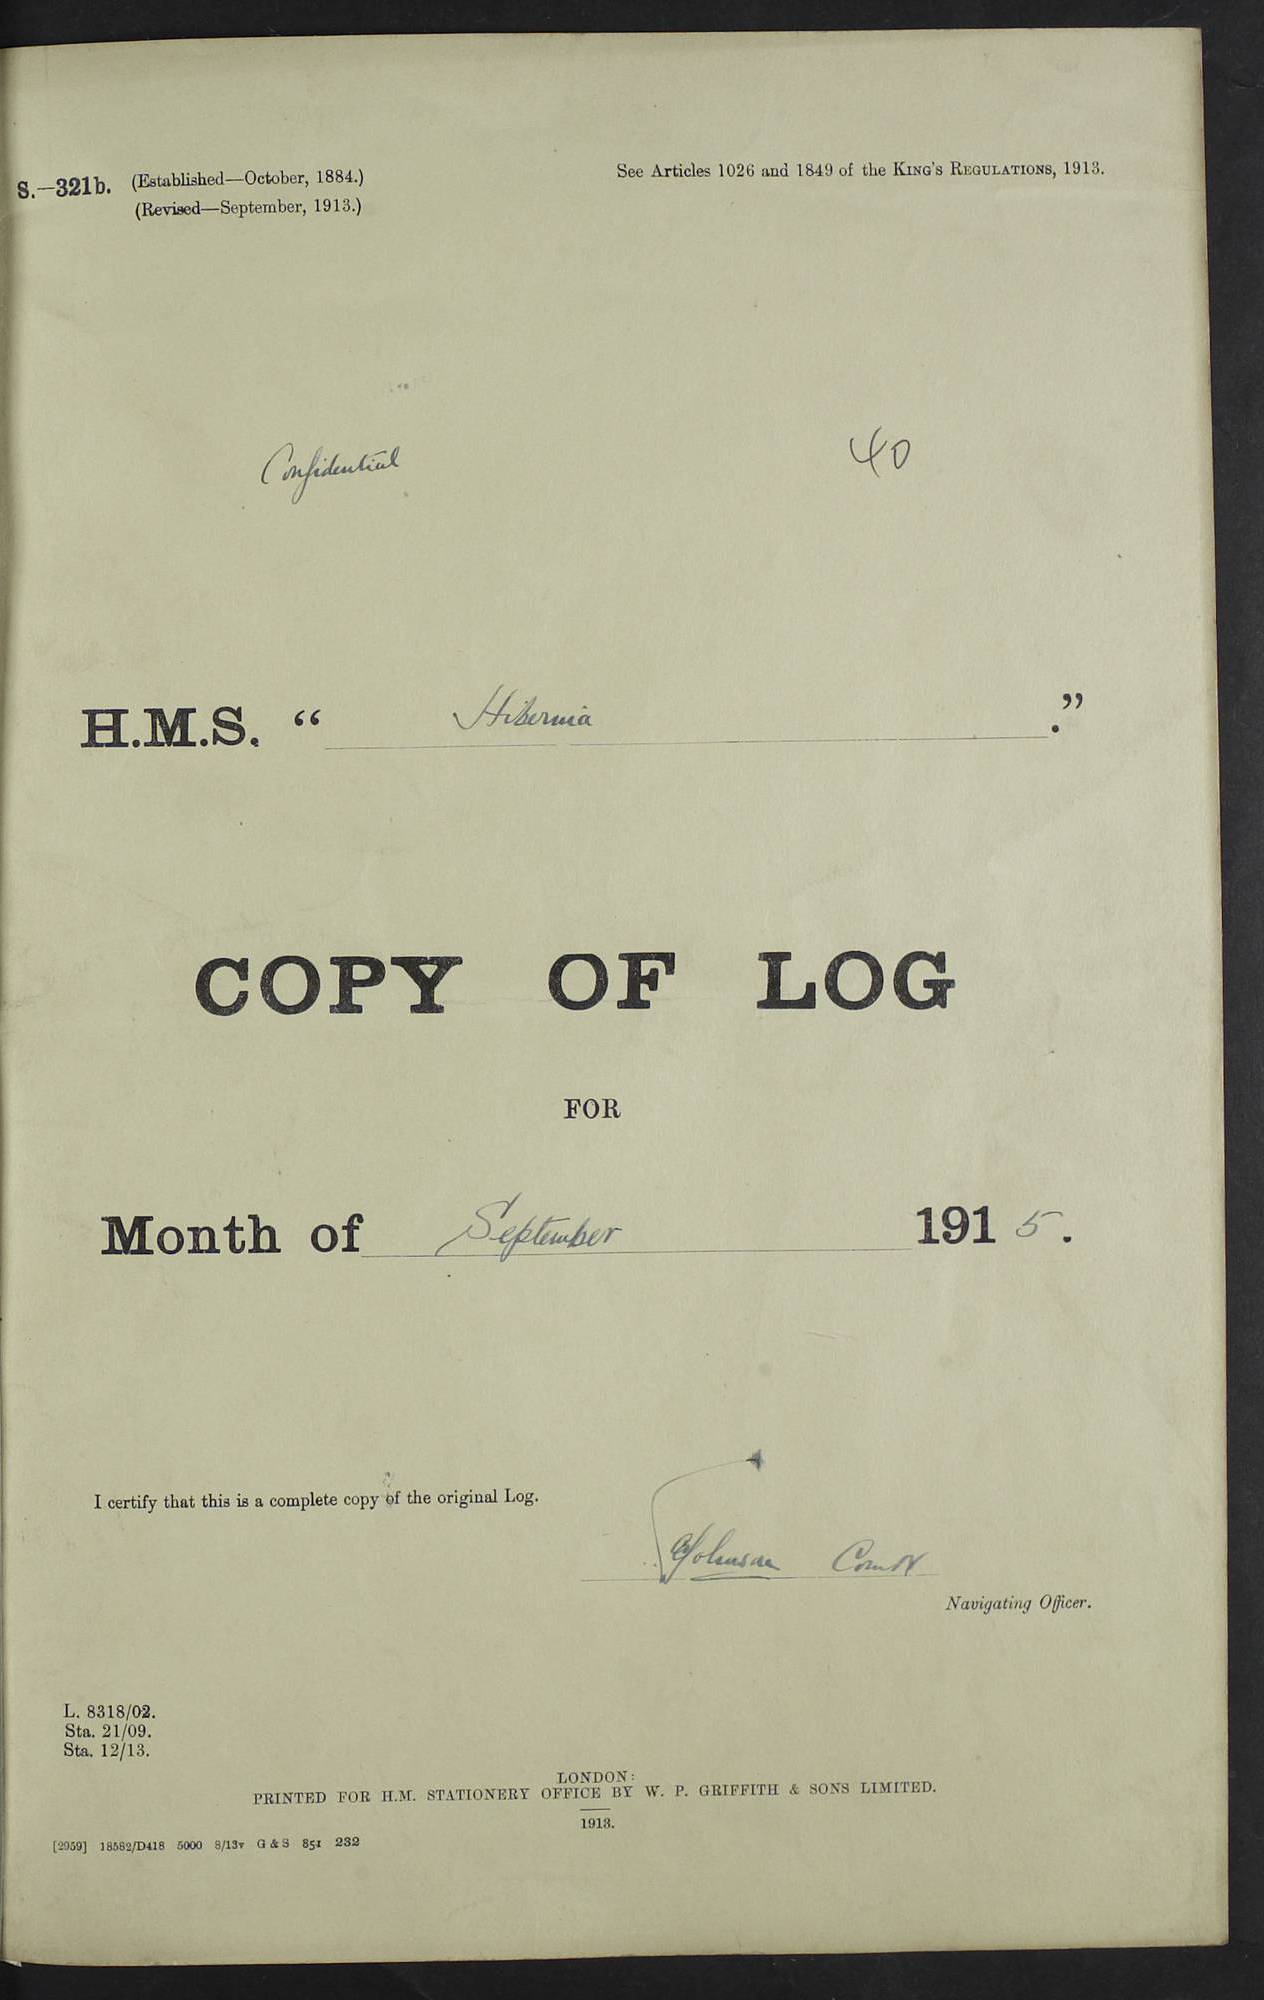 S.—321b. (Established—October, 1884.)
(Revised—September, 1913.)
See Articles 1026 and 1849 of the KING'S REGULATIONS, 1913.
Confidential
40
H.M.S. “ Hibernia .”
COPY OF LOG
FOR
Month of September 1915.
I certify that this is a complete copy of the original Log.
Johnson Comdr
Navigating Officer.
L. 8318/02.
Sta. 21/09.
Sta. 12/13.
LONDON:
PRINTED FOR H.M. STATIONERY OFFICE BY W. P. GRIFFITH & SONS LIMITED.
1913.
[2959] 18582/D418 5000 8/13 G & S 851 232